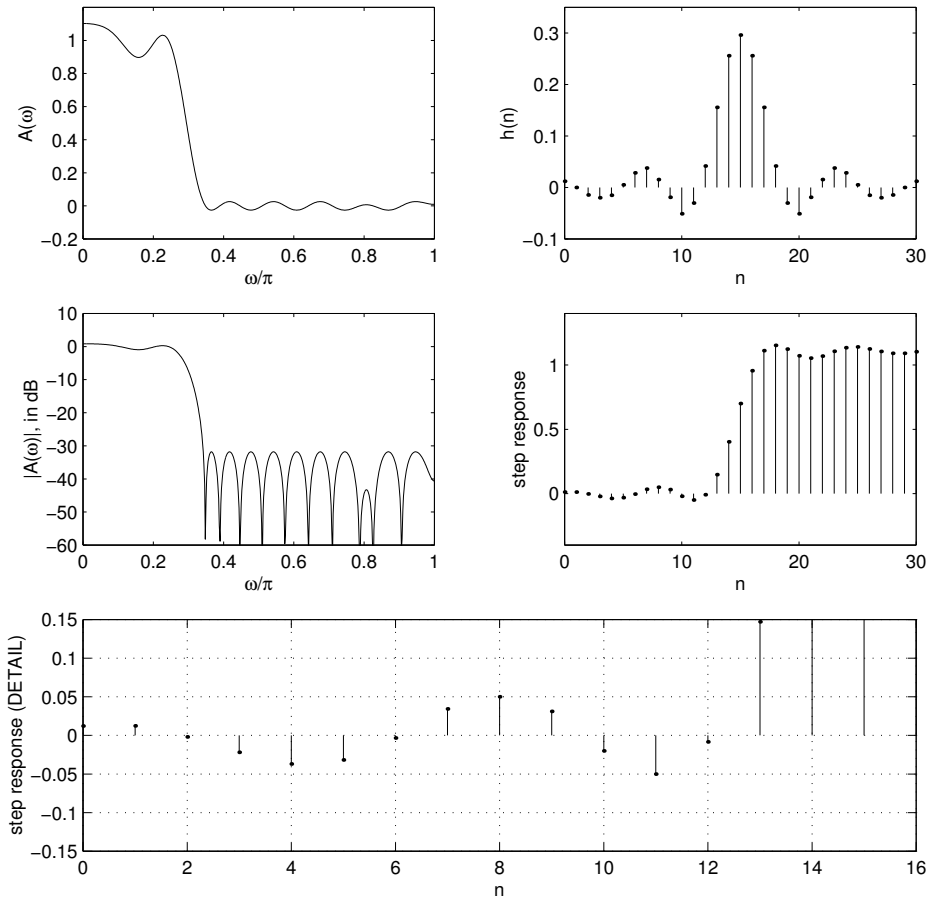 1
0.8
0.6
0.4
0.2
0
−0.2
A(ω)
0 0.2 0.4 0.6 0.8 1
ω/π
0.3
0.2
0.1
0
−0.1
h(n)
0 10 20 30
n
10
0
−10
−20
−30
−40
−50
−60
|A(ω)|, in dB
0 0.2 0.4 0.6 0.8 1
ω/π
1
0.5
0
step response
0 10 20 30
n
0.15
0.1
0.05
0
−0.05
−0.1
−0.15
step response (DETAIL)
0 2 4 6 8 10 12 14 16
n